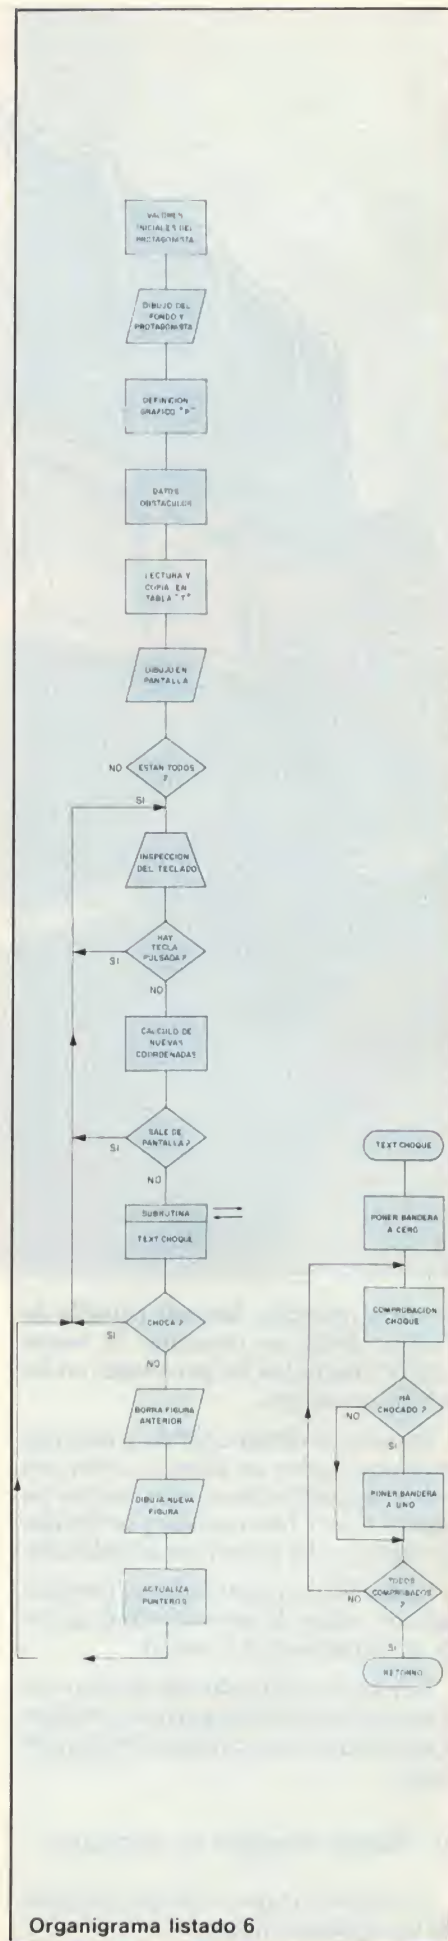 VALORES
INICIALES DEL
PROTAGONISTA
DIBUJO DEL
FONDO Y
PROTAGONISTA
DEFINICION
GRAFICO "P"
DATOS
OBSTACULOS
LECTURA Y
COPIA EN
TABLA "T"
DIBUJO EN
PANTALLA
NO
ESTAN TODOS
?
SI
INSPECCION
DEL TECLADO
HAY
TECLA
PULSADA ?
SI
NO
CALCULO DE
NUEVAS
COORDENADAS
SALE DE
PANTALLA ?
SI
NO
SUBRUTINA
TEXT CHOQUE
CHOCA ?
SI
NO
BORRA FIGURA
ANTERIOR
DIBUJA NUEVA
FIGURA
ACTUALIZA
PUNTEROS
TEXT CHOQUE
PONER BANDERA
A CERO
COMPROBACION
CHOQUE
HA
CHOCADO ?
NO
SI
PONER BANDERA
A UNO
TODOS
COMPROBADOS
?
NO
SI
RETORNO
Organigrama listado 6